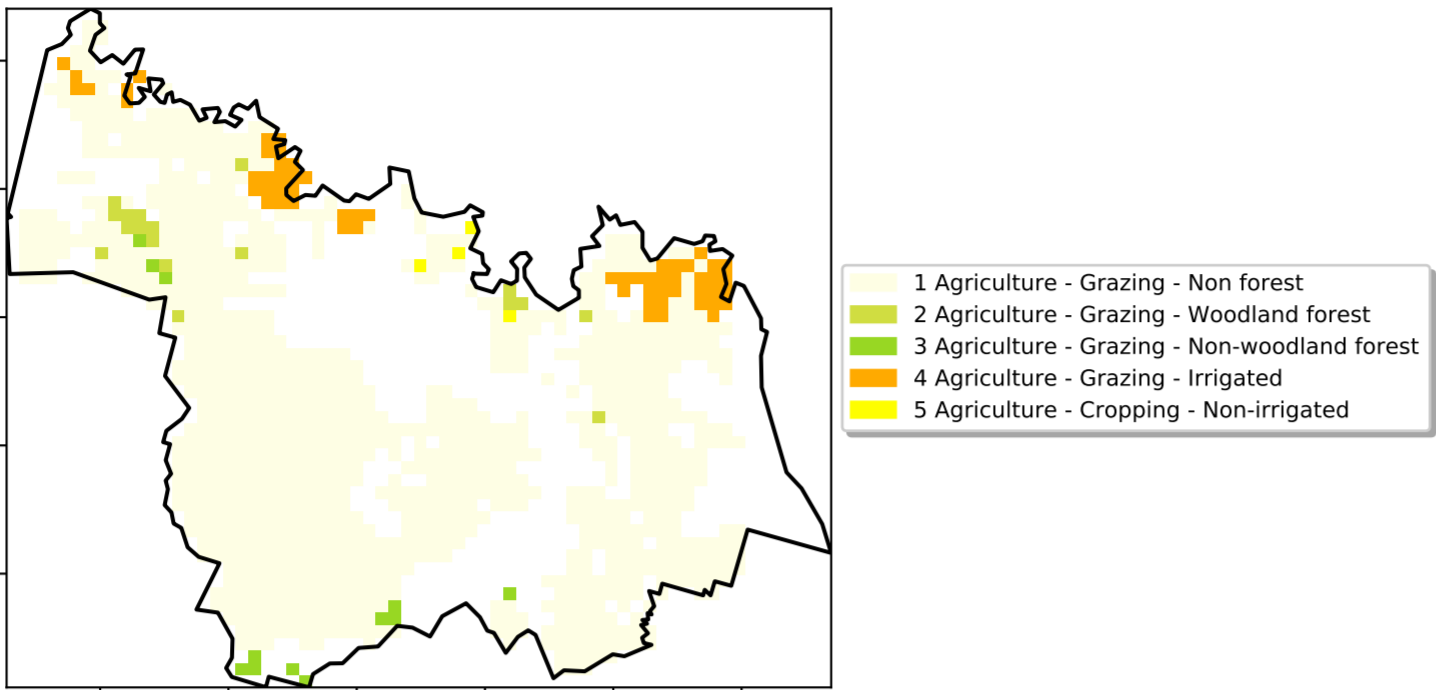 1 Agriculture - Grazing - Non forest
2 Agriculture - Grazing - Woodland forest
3 Agriculture - Grazing - Non-woodland forest
4 Agriculture - Grazing - Irrigated
5 Agriculture - Cropping - Non-irrigated